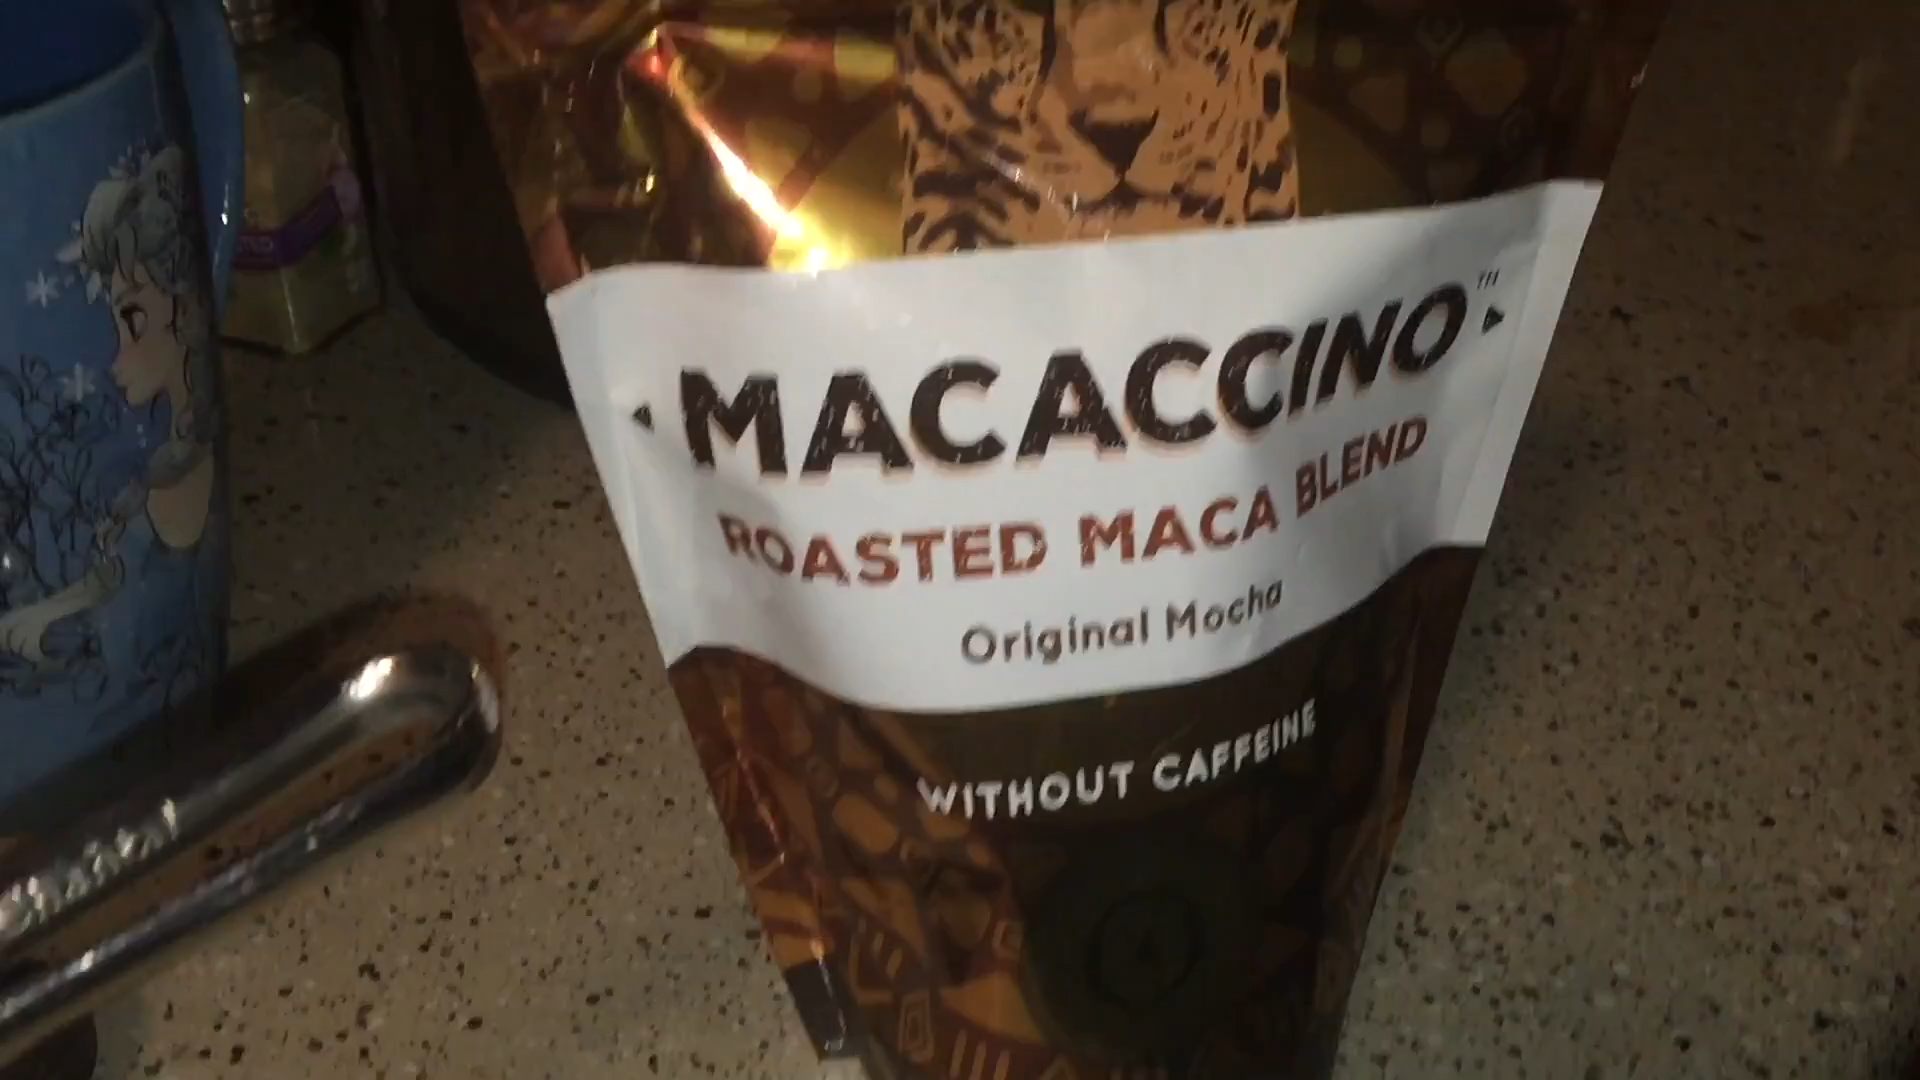 MACACCINO™
ROASTED MACA BLEND
Original Mocha
WITHOUT CAFFEINE